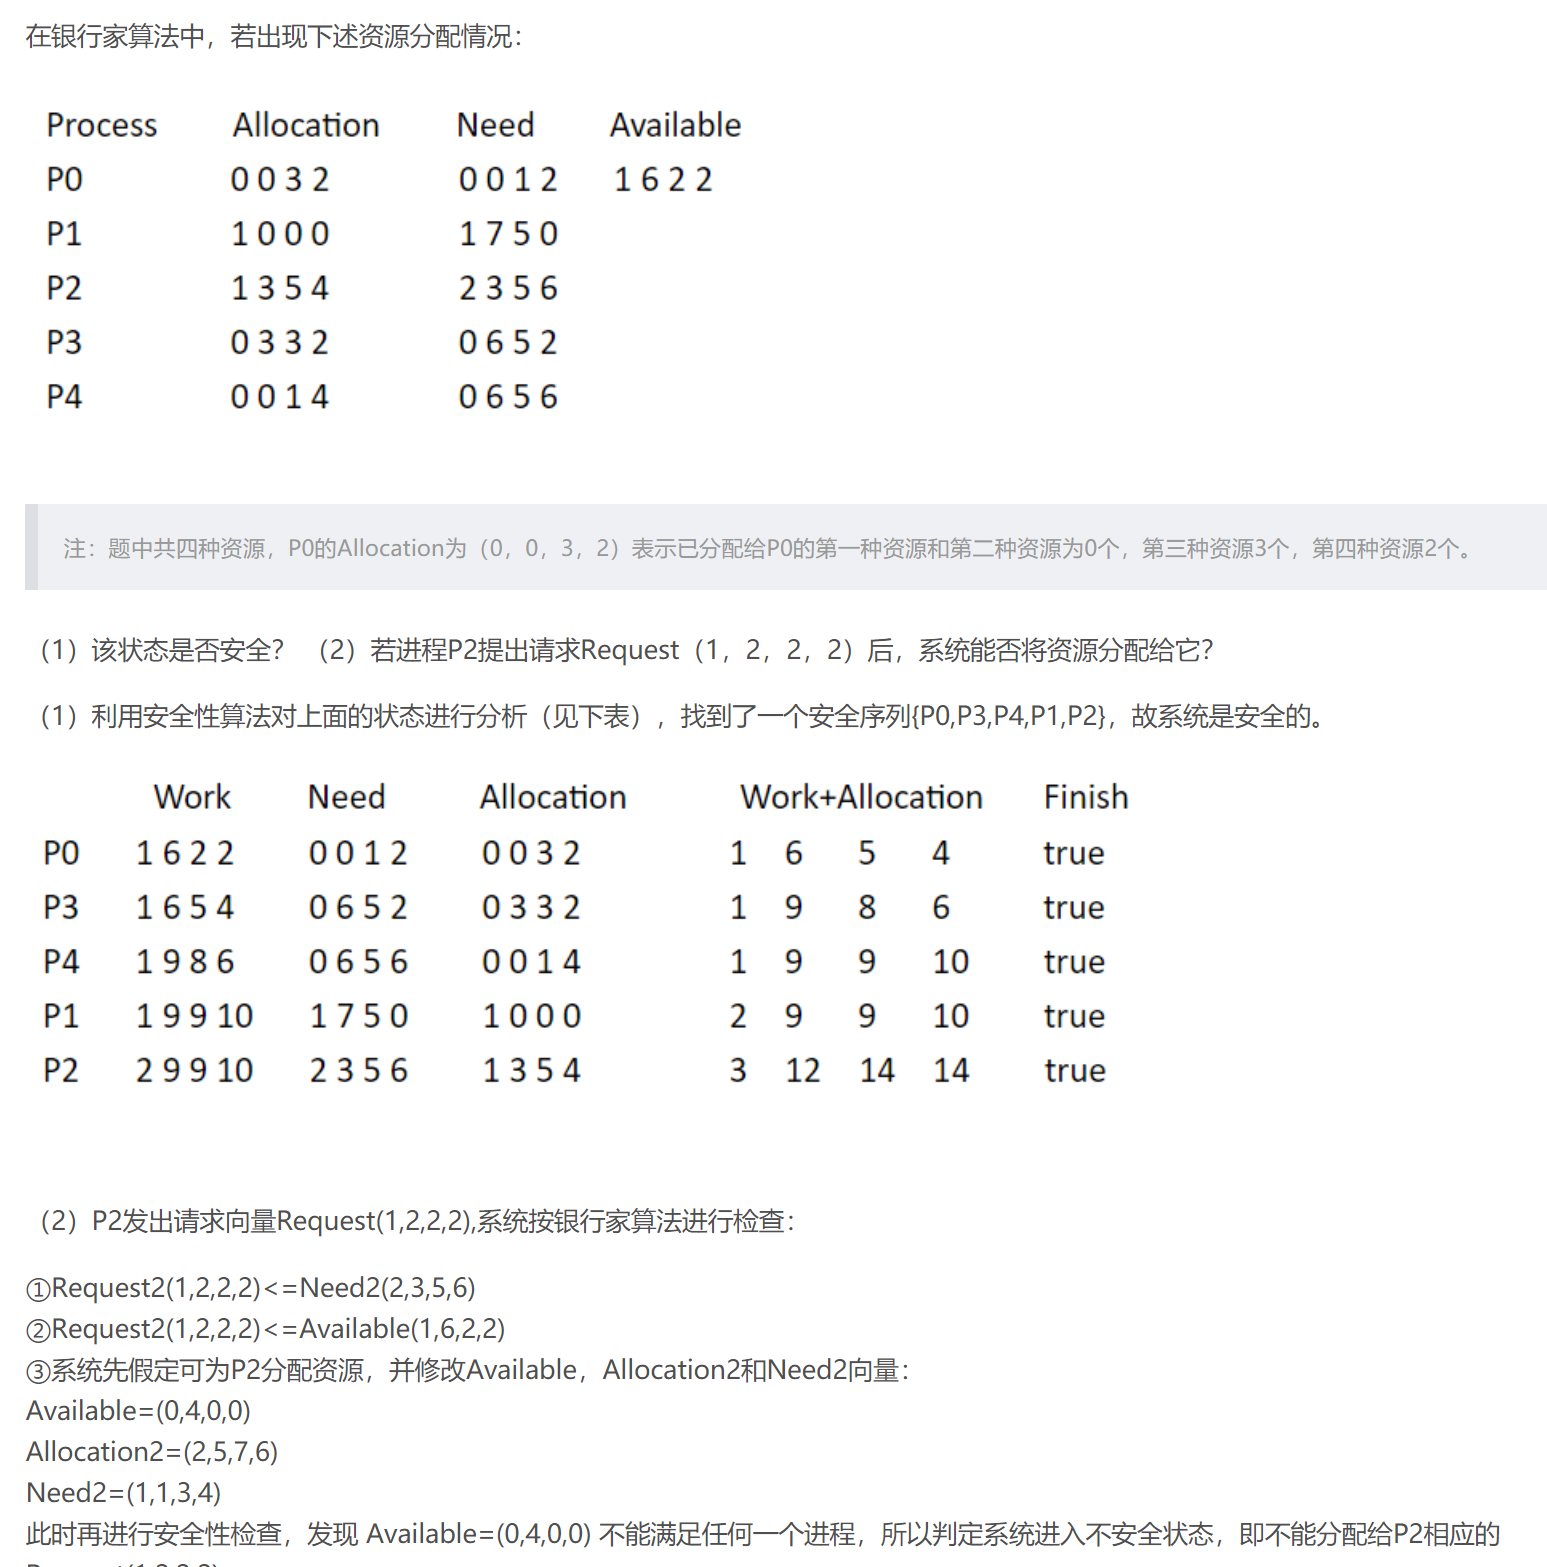 在银行家算法中，若出现下述资源分配情况：
Process Allocation Need Available
P0 0 0 3 2 0 0 1 2 1 6 2 2
P1 1 0 0 0 1 7 5 0
P2 1 3 5 4 2 3 5 6
P3 0 3 3 2 0 6 5 2
P4 0 0 1 4 0 6 5 6
注：题中共四种资源，P0的Allocation为（0，0，3，2）表示已分配给P0的第一种资源和第二种资源为0个，第三种资源3个，第四种资源2个。
（1）该状态是否安全？ （2）若进程P2提出请求Request（1，2，2，2）后，系统能否将资源分配给它？
（1）利用安全性算法对上面的状态进行分析（见下表），找到了一个安全序列{P0,P3,P4,P1,P2}，故系统是安全的。
Work Need Allocation Work+Allocation Finish
P0 1 6 2 2 0 0 1 2 0 0 3 2 1 6 5 4 true
P3 1 6 5 4 0 6 5 2 0 3 3 2 1 9 8 6 true
P4 1 9 8 6 0 6 5 6 0 0 1 4 1 9 9 10 true
P1 1 9 9 10 1 7 5 0 1 0 0 0 2 9 9 10 true
P2 2 9 9 10 2 3 5 6 1 3 5 4 3 12 14 14 true
（2）P2发出请求向量Request(1,2,2,2),系统按银行家算法进行检查：
①Request2(1,2,2,2)<=Need2(2,3,5,6)
②Request2(1,2,2,2)<=Available(1,6,2,2)
③系统先假定可为P2分配资源，并修改Available，Allocation2和Need2向量：
Available=(0,4,0,0)
Allocation2=(2,5,7,6)
Need2=(1,1,3,4)
此时再进行安全性检查，发现 Available=(0,4,0,0) 不能满足任何一个进程，所以判定系统进入不安全状态，即不能分配给P2相应的